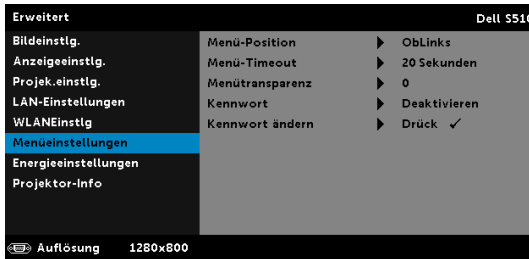 Erweitert Dell S510
Bildeinstlg.
Anzeigeeinstlg.
Projek.einstlg.
LAN-Einstellungen
WLANEinstlg
Menüeinstellungen
Energieeinstellungen
Projektor-Info
Menü-Position ObLinks
Menü-Timeout 20 Sekunden
Menütransparenz 0
Kennwort Deaktivieren
Kennwort ändern Drück ✓
Auflösung 1280x800